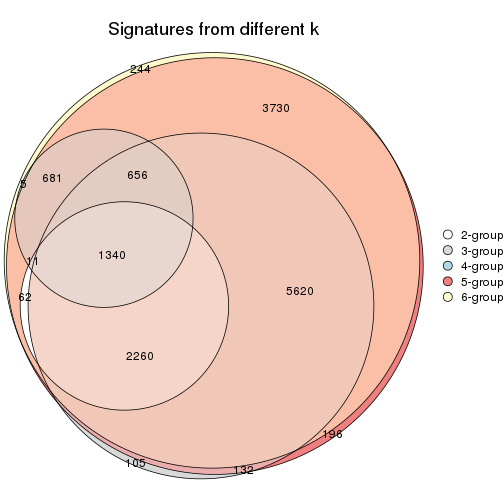 Signatures from different k
244
3730
681
656
5
1340
11
5620
62
2260
196
105
132
2-group
3-group
4-group
5-group
6-group